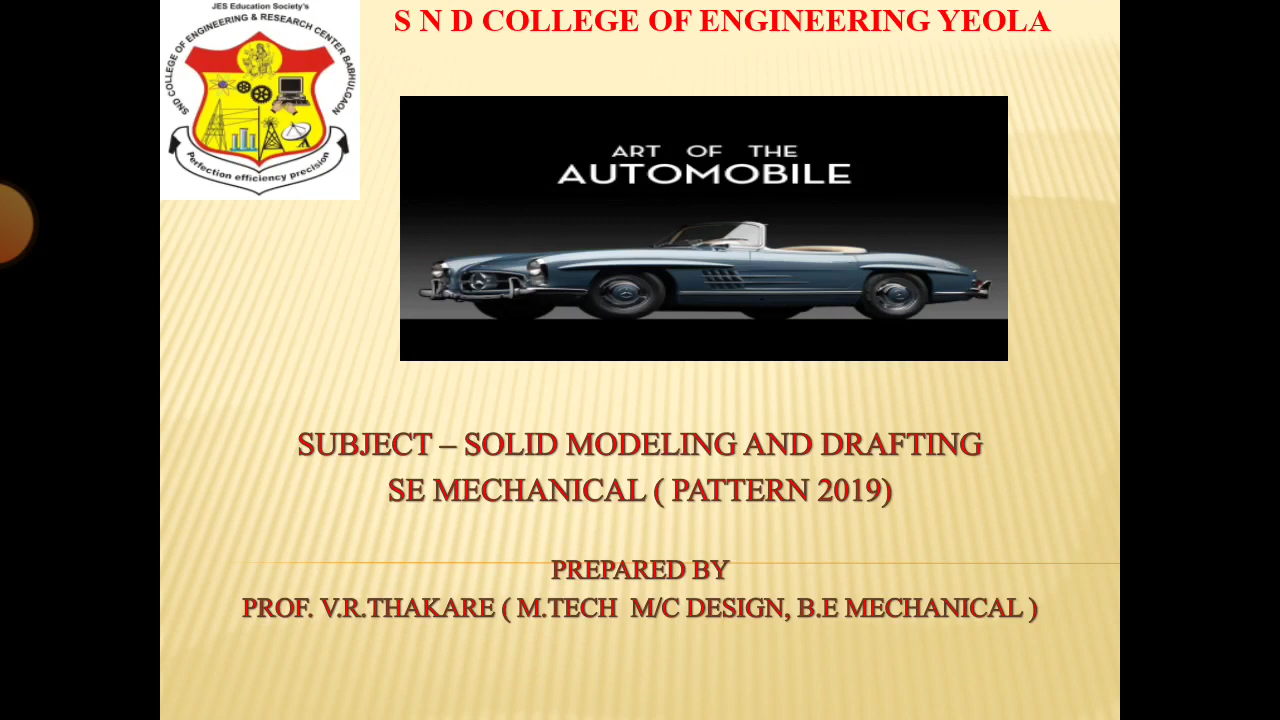 JES Education Society's
SND COLLEGE OF ENGINEERING & RESEARCH CENTER BABHULGAON
Perfection efficiency precision
S N D COLLEGE OF ENGINEERING YEOLA
ART OF THE
AUTOMOBILE
SUBJECT – SOLID MODELING AND DRAFTING
SE MECHANICAL ( PATTERN 2019)
PREPARED BY
PROF. V.R.THAKARE ( M.TECH M/C DESIGN, B.E MECHANICAL )